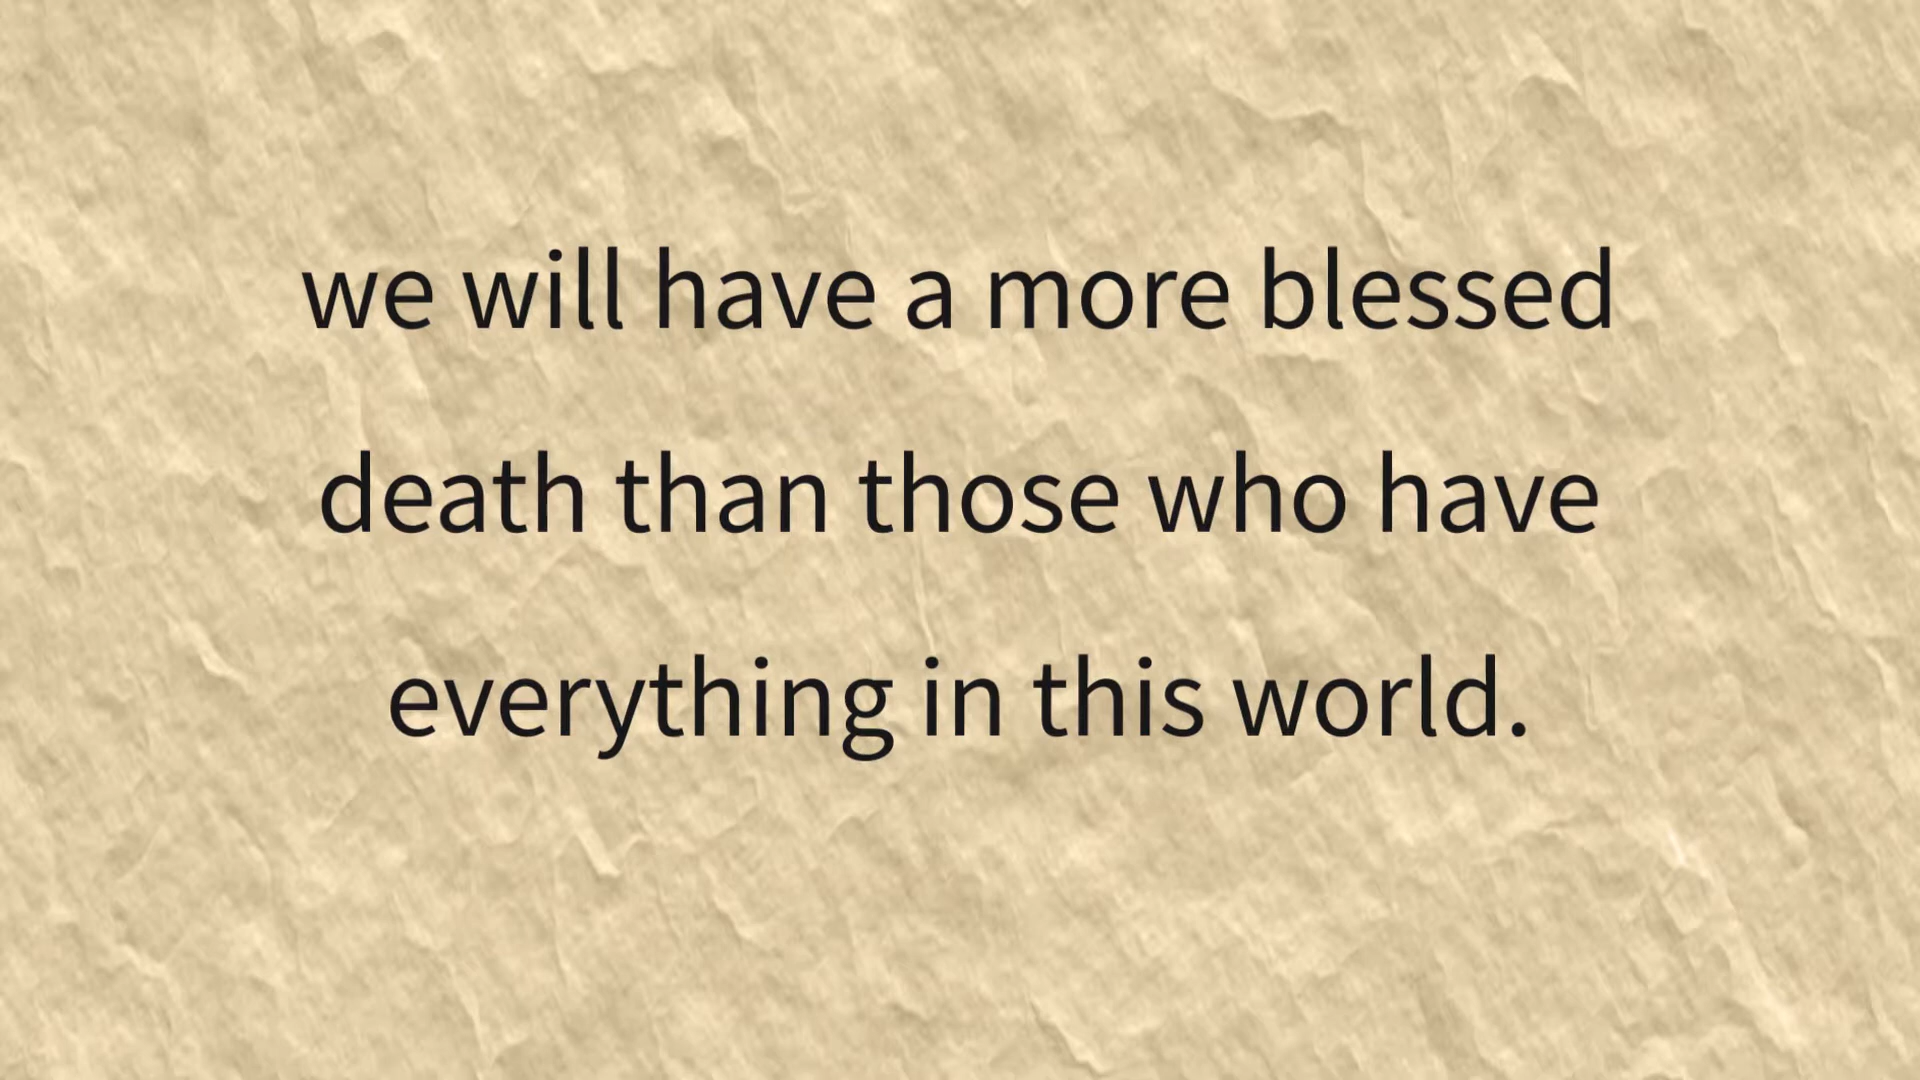 we will have a more blessed
death than those who have
everything in this world.